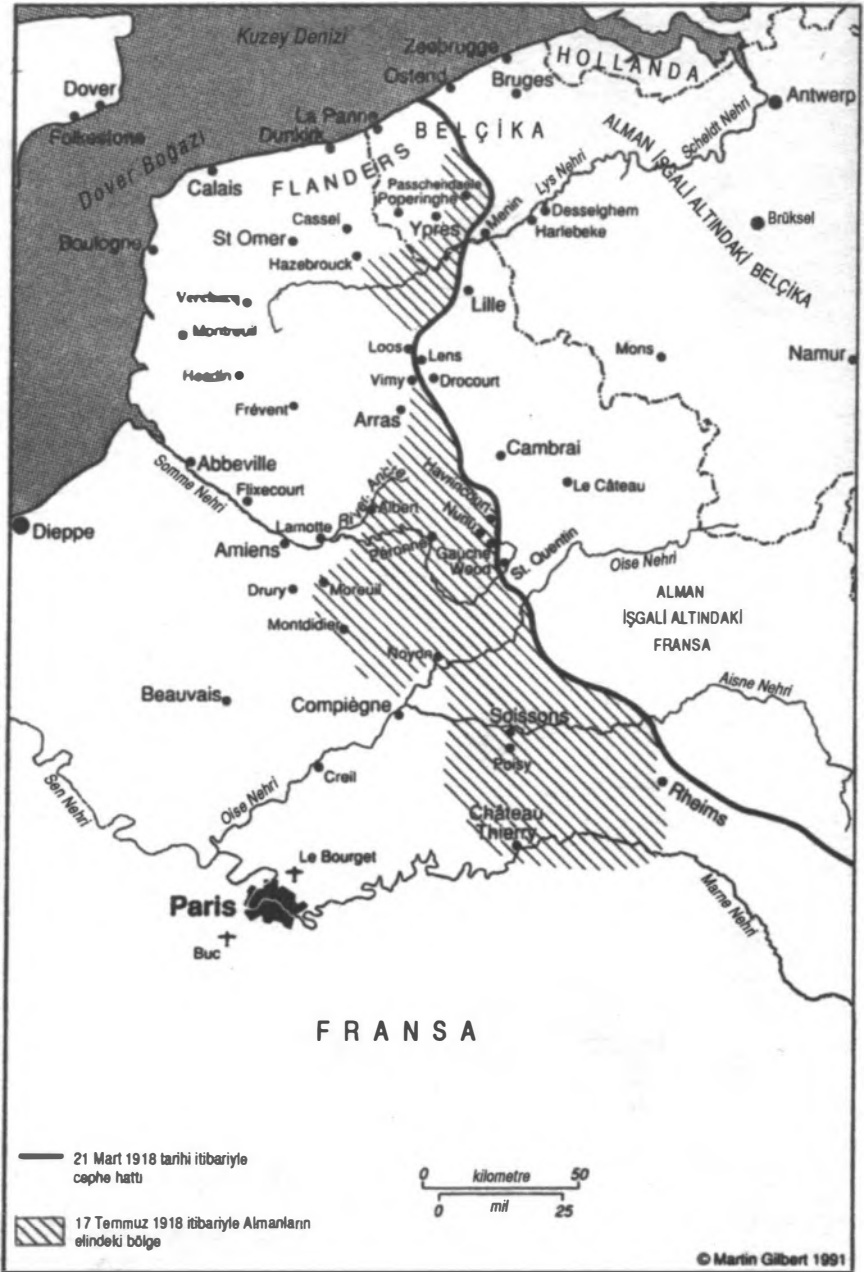 Kuzey Denizi
Zeebrugge
HOLLANDA
Dover
Ostend
Bruges
Antwerp
Folkestone
La Panne
BELÇİKA
Scheldt Nehri
Dunkirk
Dover Boğazı
Calais
FLANDERS
Passchendaele
Lys Nehri
ALMAN İŞGALİ ALTINDAKİ BELÇİKA
Poperinghe
Menin
Desselghem
Cassel
Ypres
Harlebeke
Brüksel
Boulogne
St Omer
Hazebrouck
Lille
Montreuil
Loos
Lens
Mons
Namur
Vimy
Drocourt
Frévent
Arras
Abbeville
Cambrai
Somme Nehri
Flixecourt
River Ancre
Havrincourt
Le Câteau
Albert
Nurlu
Dieppe
Lamotte
Amiens
Péronne
Gauche
Wood
St. Quentin
Oise Nehri
Drury
Moreuil
ALMAN
İŞGALİ ALTINDAKİ
FRANSA
Montdidier
Noyon
Aisne Nehri
Beauvais
Compiègne
Soissons
Poisy
Sen Nehri
Oise Nehri
Creil
Rheims
Château
Thierry
Le Bourget
Paris
Marne Nehri
Buc
FRANSA
21 Mart 1918 tarihi itibariyle
cephe hattı
0 kilometre 50
0 mil 25
17 Temmuz 1918 itibariyle Almanların
elindeki bölge
© Martin Gilbert 1991